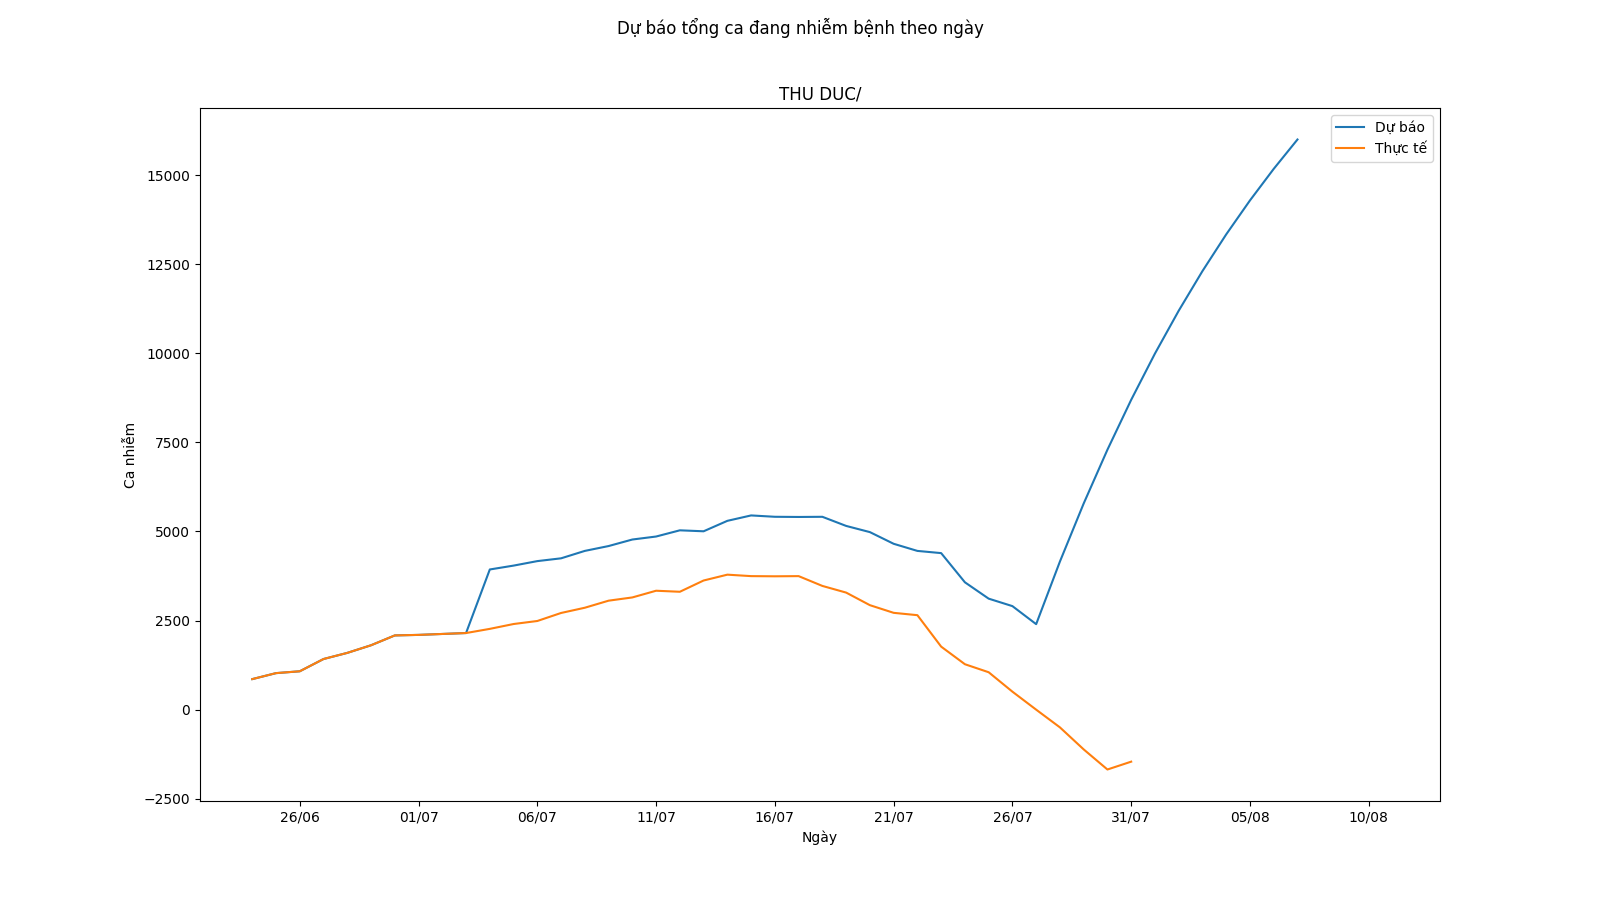 Dự báo tổng ca đang nhiễm bệnh theo ngày
THU DUC/
Dự báo
Thực tế
15000
12500
10000
7500
5000
2500
0
−2500
Ca nhiễm
26/06 01/07 06/07 11/07 16/07 21/07 26/07 31/07 05/08 10/08
Ngày